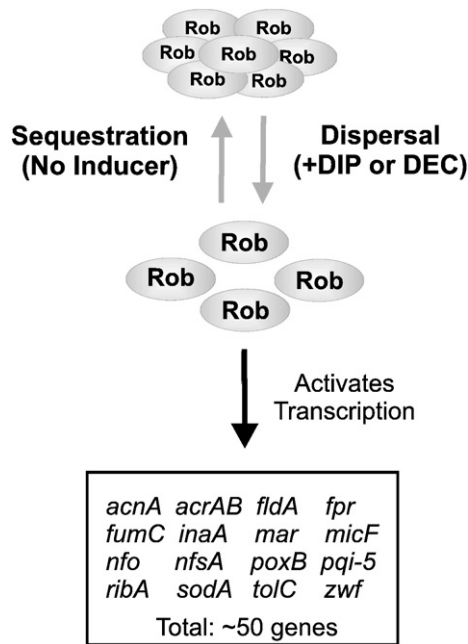 Rob
Rob Rob
Rob Rob Rob
Rob Rob
Sequestration
(No Inducer)
Dispersal
(+DIP or DEC)
Rob
Rob Rob
Rob
Activates
Transcription
acnA acrAB fldA fpr
fumC inaA mar micF
nfo nfsA poxB pqi-5
ribA sodA tolC zwf
Total: ~50 genes